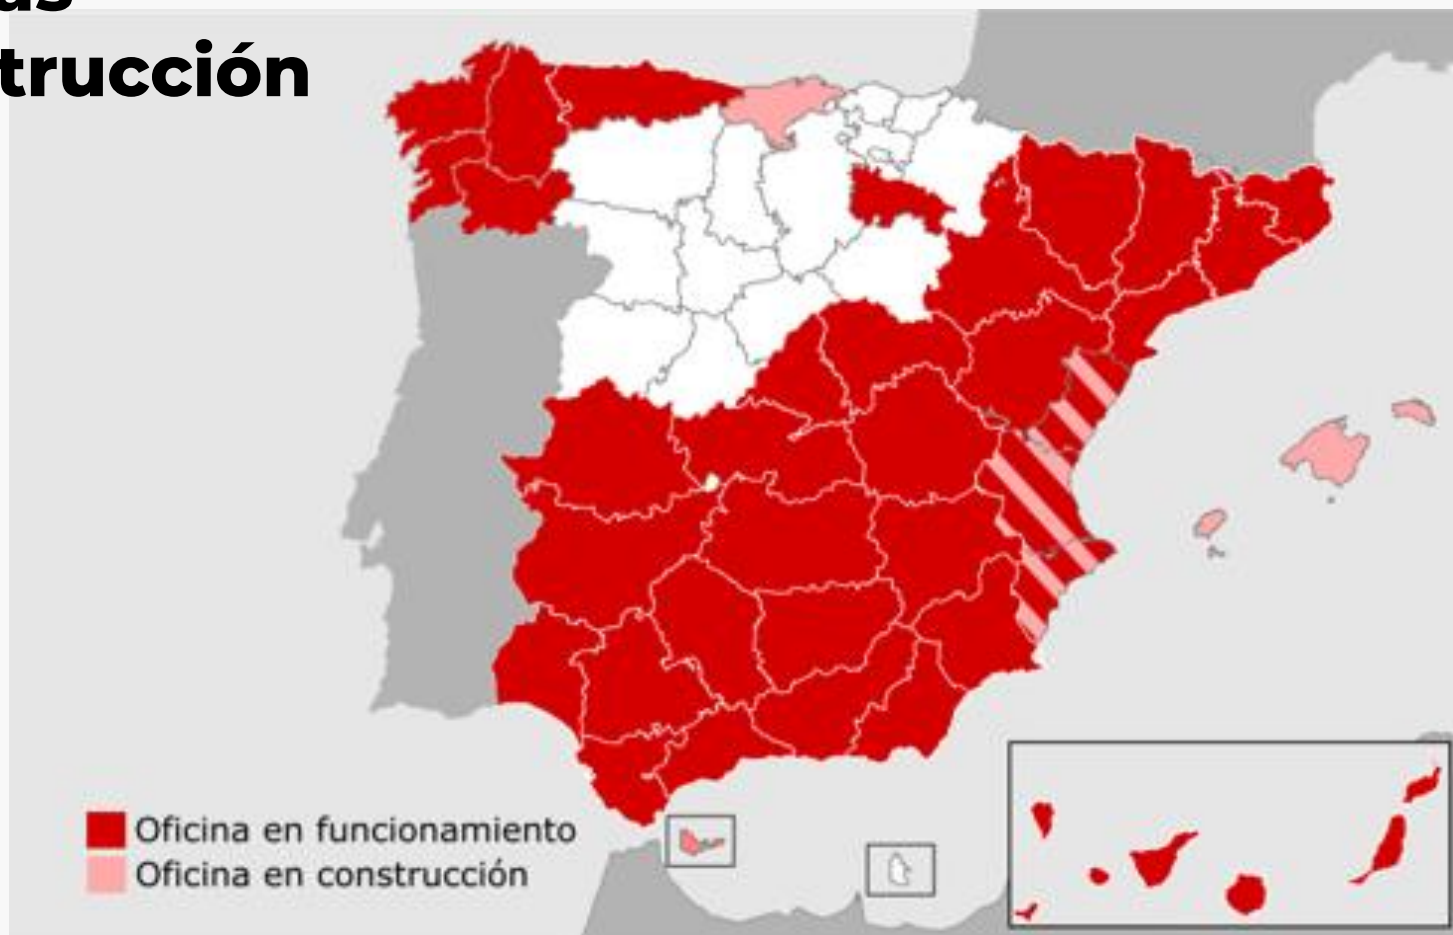 trucción
Oficina en funcionamiento
Oficina en construcción